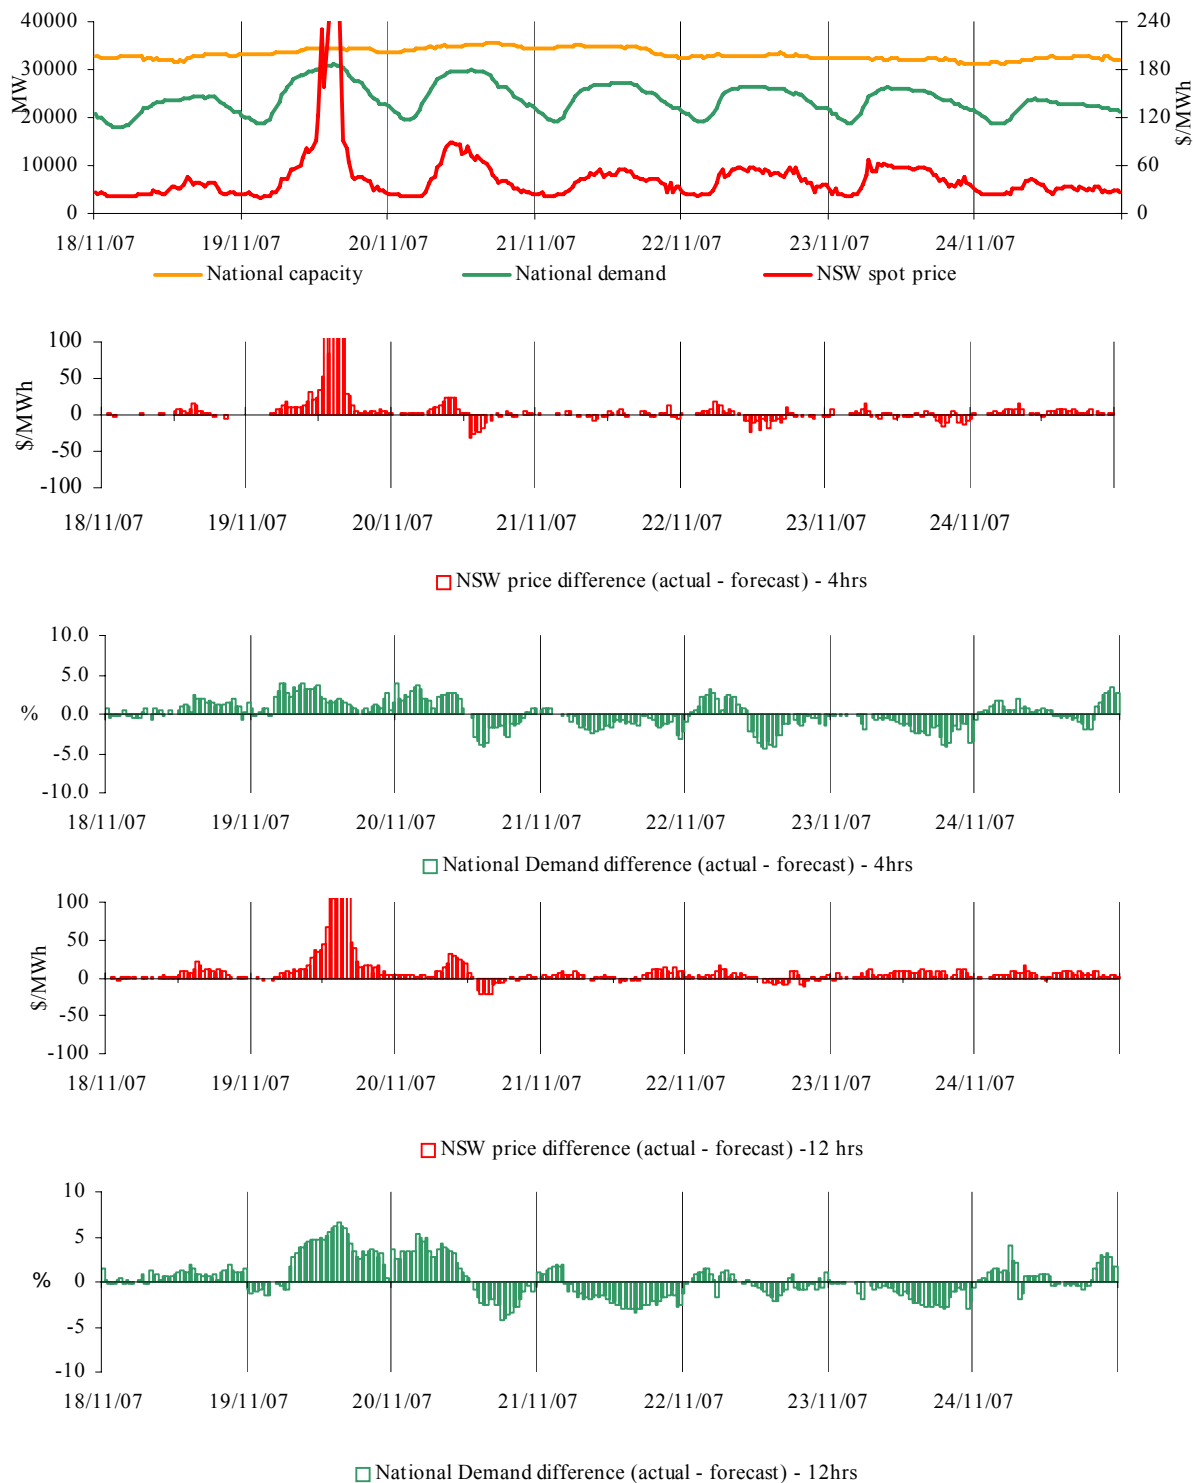 40000 240
30000 180
20000 120
10000 60
0 0
MW
$/MWh
18/11/07 19/11/07 20/11/07 21/11/07 22/11/07 23/11/07 24/11/07
National capacity National demand NSW spot price
100
50
0
-50
-100
$/MWh
18/11/07 19/11/07 20/11/07 21/11/07 22/11/07 23/11/07 24/11/07
NSW price difference (actual - forecast) - 4hrs
10.0
5.0
0.0
-5.0
-10.0
%
18/11/07 19/11/07 20/11/07 21/11/07 22/11/07 23/11/07 24/11/07
National Demand difference (actual - forecast) - 4hrs
100
50
0
-50
-100
$/MWh
18/11/07 19/11/07 20/11/07 21/11/07 22/11/07 23/11/07 24/11/07
NSW price difference (actual - forecast) -12 hrs
10
5
0
-5
-10
%
18/11/07 19/11/07 20/11/07 21/11/07 22/11/07 23/11/07 24/11/07
National Demand difference (actual - forecast) - 12hrs